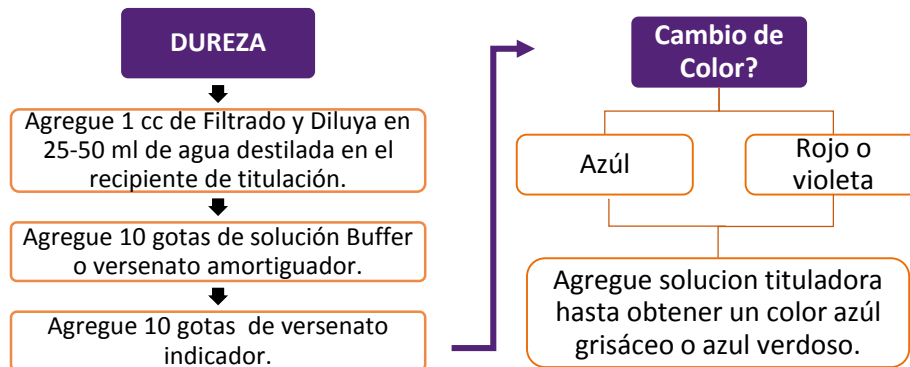 DUREZA
Agregue 1 cc de Filtrado y Diluya en
25-50 ml de agua destilada en el
recipiente de titulación.
Agregue 10 gotas de solución Buffer
o versenato amortiguador.
Agregue 10 gotas de versenato
indicador.
Cambio de
Color?
Azúl
Rojo o
violeta
Agregue solucion tituladora
hasta obtener un color azúl
grisáceo o azul verdoso.